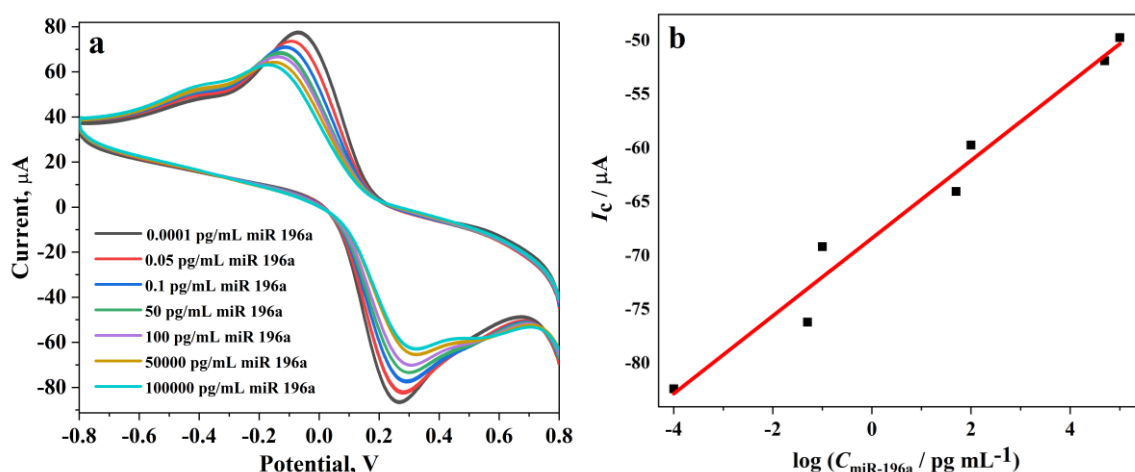 a
80
60
40
20
0
-20
-40
-60
-80
Current, μA
0.0001 pg/mL miR 196a
0.05 pg/mL miR 196a
0.1 pg/mL miR 196a
50 pg/mL miR 196a
100 pg/mL miR 196a
50000 pg/mL miR 196a
100000 pg/mL miR 196a
-0.8 -0.6 -0.4 -0.2 0.0 0.2 0.4 0.6 0.8
Potential, V
b
-50
-55
-60
-65
-70
-75
-80
Ic / μA
-4 -2 0 2 4
log (CmiR-196a / pg mL-1)